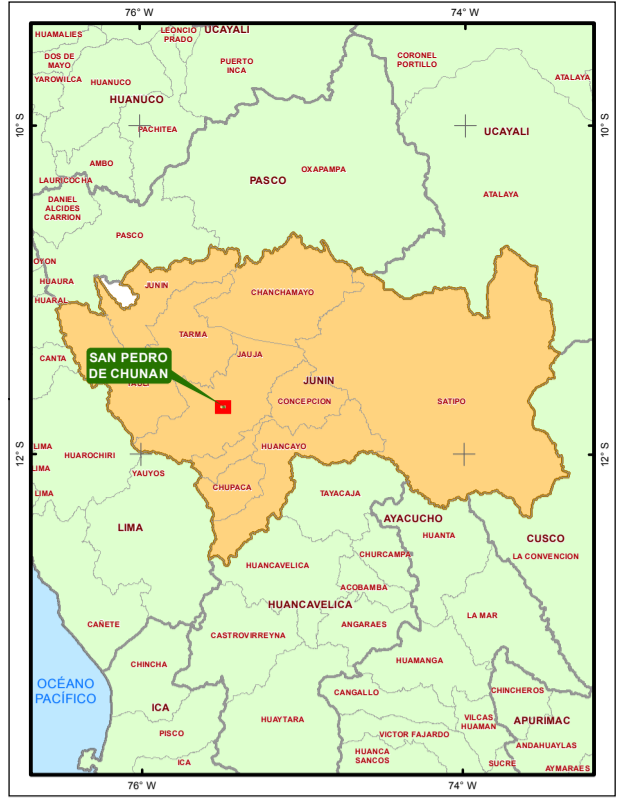 76° W
74° W
HUAMALIES
LEONCIO
PRADO
UCAYALI
DOS DE
MAYO
PUERTO
INCA
CORONEL
PORTILLO
YAROWILCA
HUANUCO
ATALAYA
HUANUCO
10° S
10° S
PACHITEA
UCAYALI
AMBO
OXAPAMPA
LAURICOCHA
PASCO
ATALAYA
DANIEL
ALCIDES
CARRION
PASCO
OYON
HUAURA
JUNIN
CHANCHAMAYO
HUARAL
TARMA
CANTA
SAN PEDRO
DE CHUNAN
JAUJA
YAULI
JUNIN
CONCEPCION
SATIPO
12° S
12° S
LIMA
HUAROCHIRI
HUANCAYO
LIMA
YAUYOS
LIMA
CHUPACA
TAYACAJA
LIMA
AYACUCHO
HUANTA
CUSCO
LA CONVENCION
CHURCAMPA
HUANCAVELICA
ACOBAMBA
HUANCAVELICA
CAÑETE
ANGARAES
LA MAR
CASTROVIRREYNA
CHINCHA
HUAMANGA
OCÉANO
PACÍFICO
CANGALLO
CHINCHEROS
ICA
HUAYTARA
VILCAS
HUAMAN
APURIMAC
PISCO
VICTOR FAJARDO
ANDAHUAYLAS
HUANCA
SANCOS
ICA
SUCRE
AYMARAES
76° W
74° W